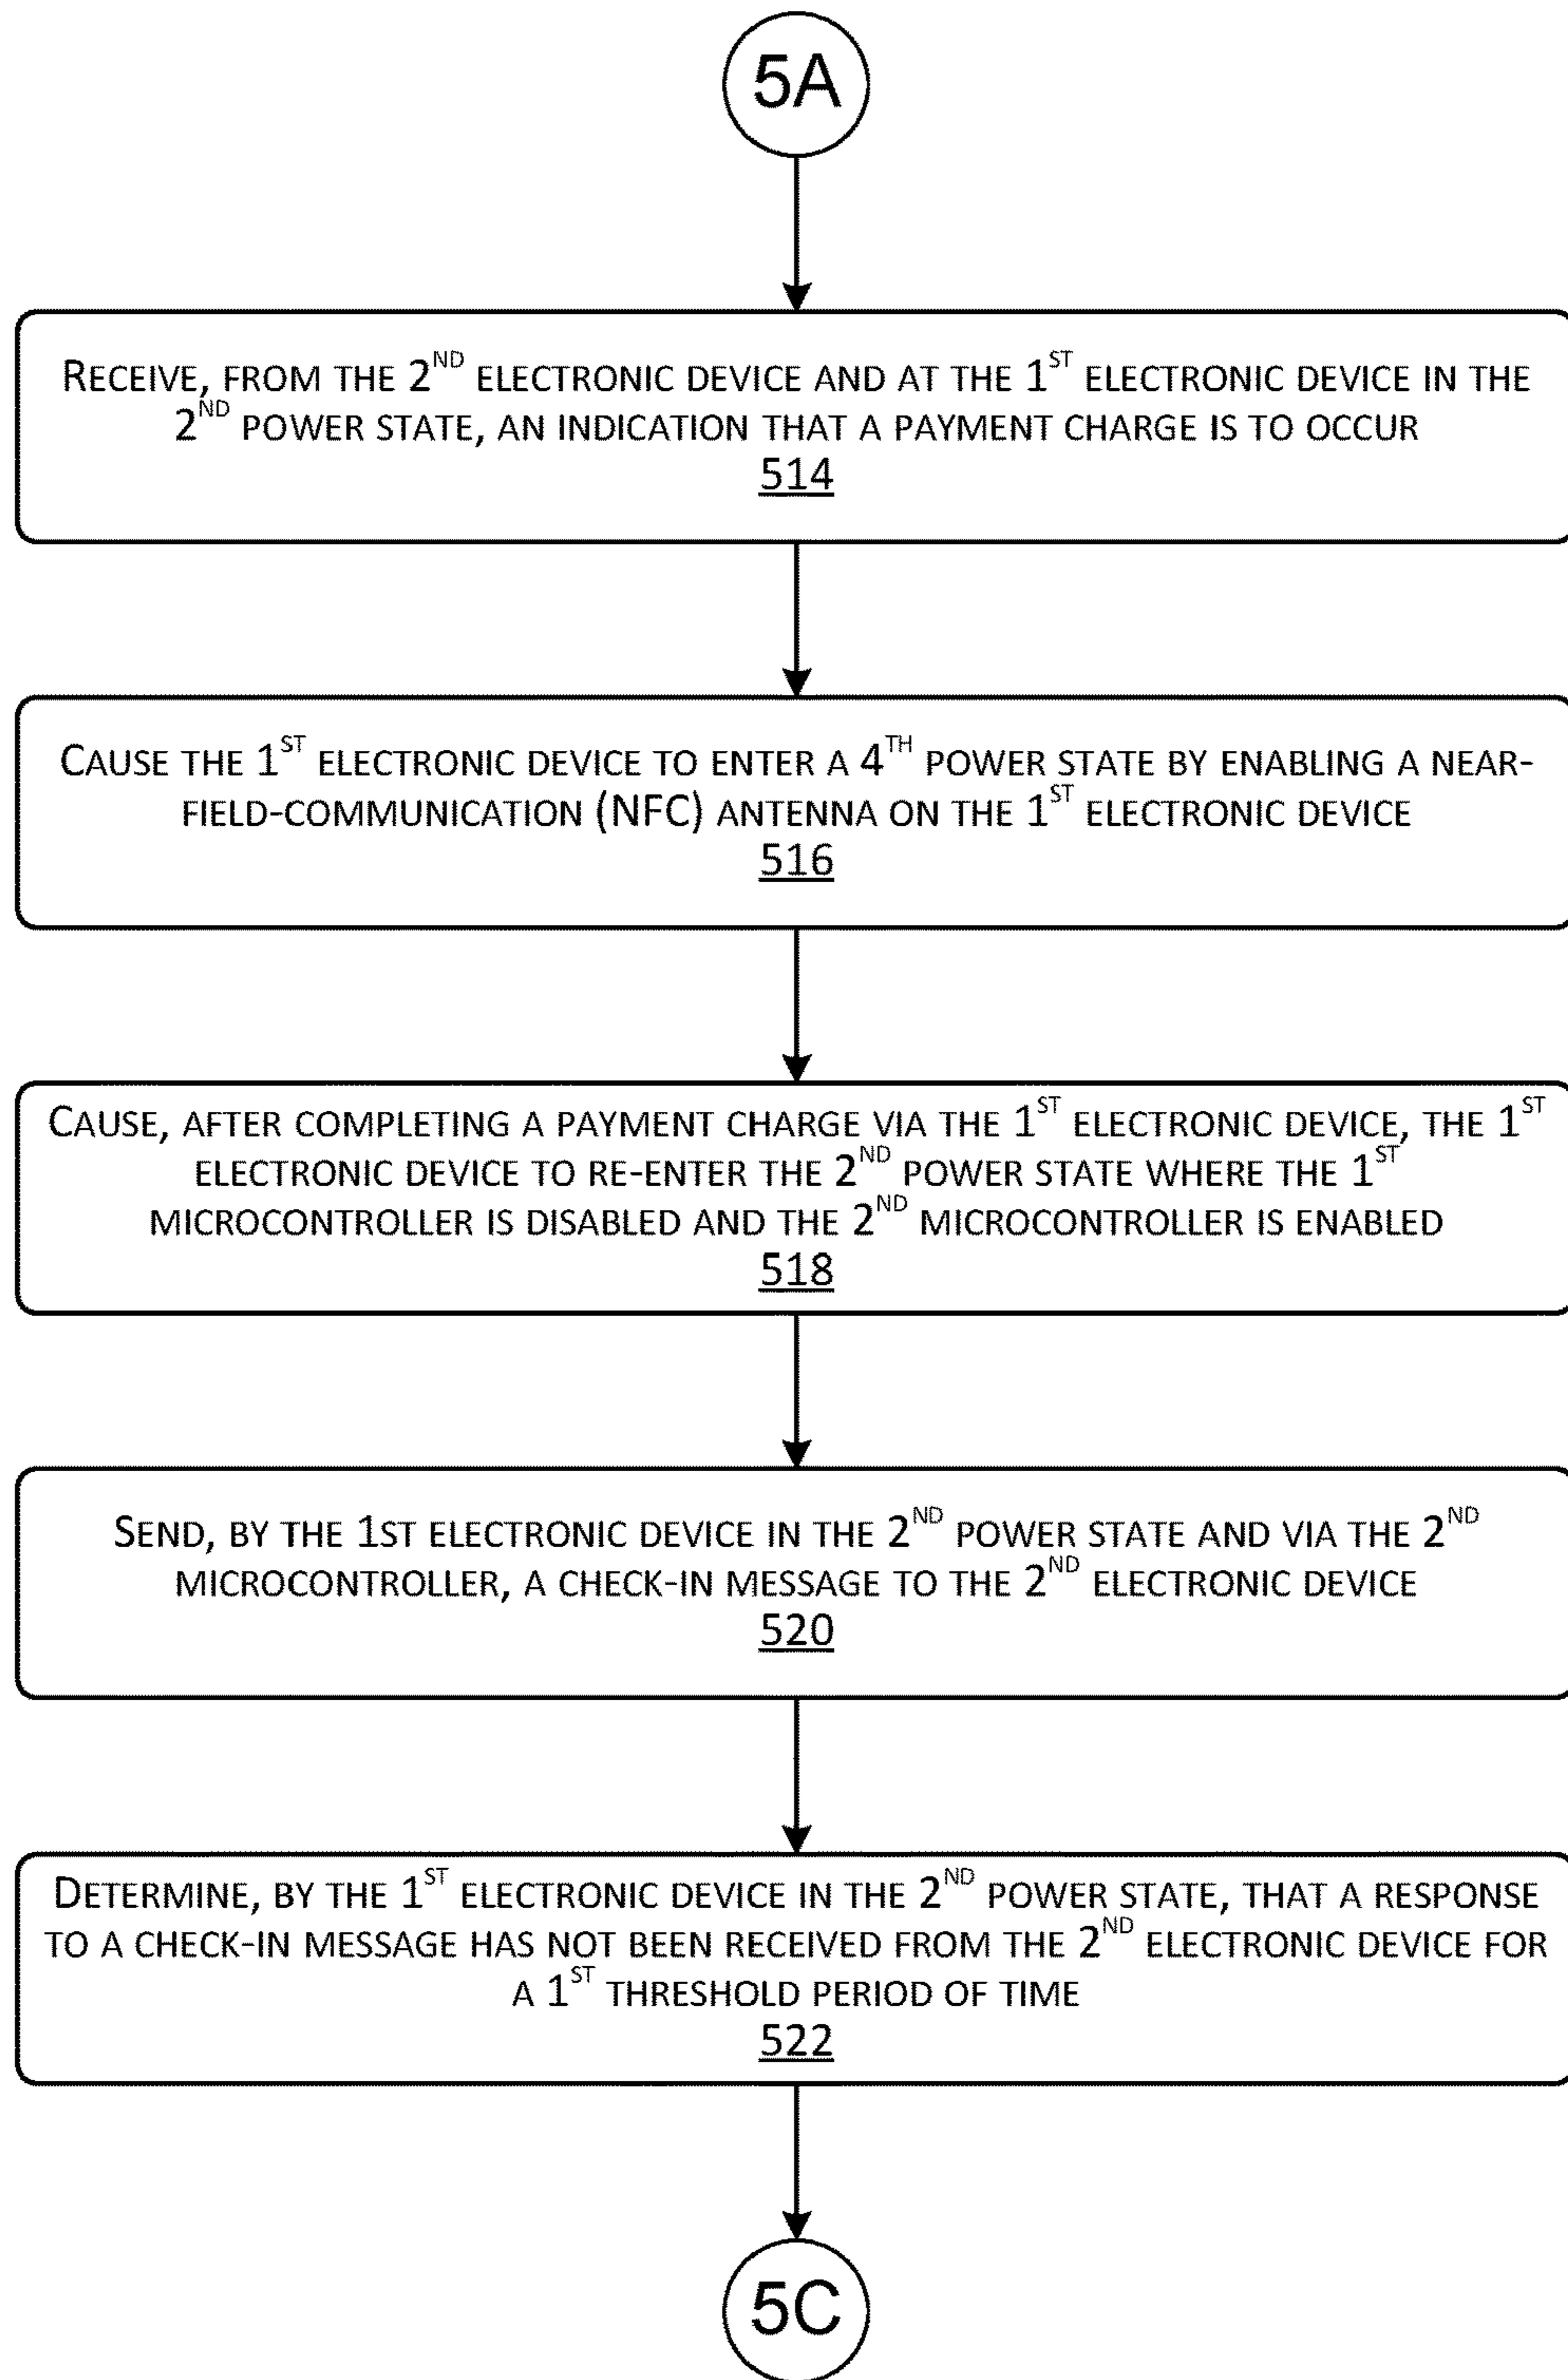 5A
RECEIVE, FROM THE 2ND ELECTRONIC DEVICE AND AT THE 1ST ELECTRONIC DEVICE IN THE
2ND POWER STATE, AN INDICATION THAT A PAYMENT CHARGE IS TO OCCUR
514
CAUSE THE 1ST ELECTRONIC DEVICE TO ENTER A 4TH POWER STATE BY ENABLING A NEAR-
FIELD-COMMUNICATION (NFC) ANTENNA ON THE 1ST ELECTRONIC DEVICE
516
CAUSE, AFTER COMPLETING A PAYMENT CHARGE VIA THE 1ST ELECTRONIC DEVICE, THE 1ST
ELECTRONIC DEVICE TO RE-ENTER THE 2ND POWER STATE WHERE THE 1ST
MICROCONTROLLER IS DISABLED AND THE 2ND MICROCONTROLLER IS ENABLED
518
SEND, BY THE 1ST ELECTRONIC DEVICE IN THE 2ND POWER STATE AND VIA THE 2ND
MICROCONTROLLER, A CHECK-IN MESSAGE TO THE 2ND ELECTRONIC DEVICE
520
DETERMINE, BY THE 1ST ELECTRONIC DEVICE IN THE 2ND POWER STATE, THAT A RESPONSE
TO A CHECK-IN MESSAGE HAS NOT BEEN RECEIVED FROM THE 2ND ELECTRONIC DEVICE FOR
A 1ST THRESHOLD PERIOD OF TIME
522
5C